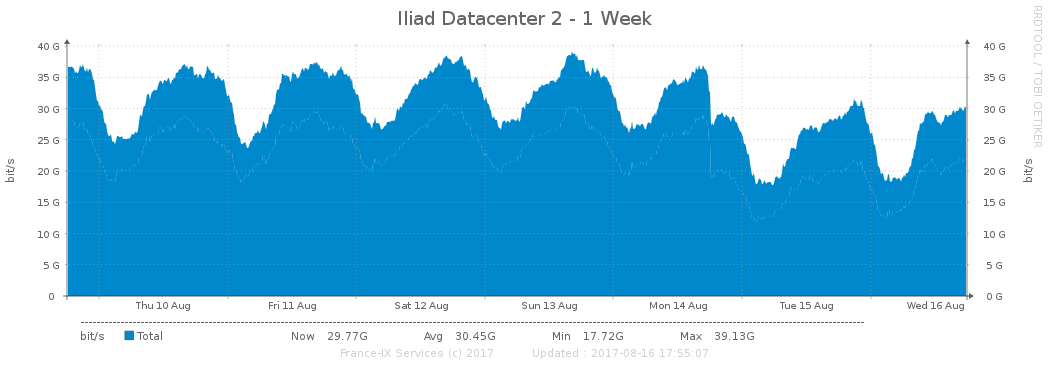 Iliad Datacenter 2 - 1 Week
RRDTOOL / TOBI OETIKER
40 G 40 G
35 G 35 G
30 G 30 G
25 G 25 G
20 G 20 G
15 G 15 G
10 G 10 G
5 G 5 G
0 0 G
bit/s bit/s
Thu 10 Aug Fri 11 Aug Sat 12 Aug Sun 13 Aug Mon 14 Aug Tue 15 Aug Wed 16 Aug
bit/s Total Now 29.77G Avg 30.45G Min 17.72G Max 39.13G
France-IX Services (c) 2017 Updated : 2017-08-16 17:55:07